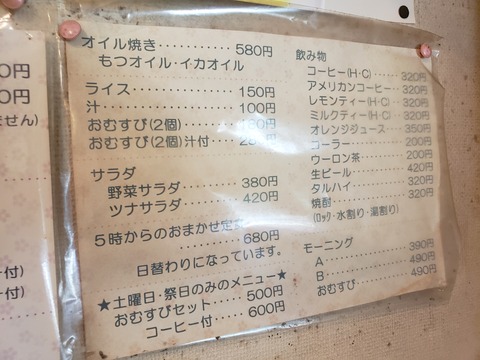 オイル焼き・・・・・・・・・・580円
もつオイル・イカオイル
ライス・・・・・・・・・・・・・・150円
汁・・・・・・・・・・・・・・・・・100円
おむすび(2個)
おむすび(2個)汁付
サラダ
野菜サラダ・・・・・・・・380円
ツナサラダ・・・・・・・・420円
5時からのおまかせ定食
・・・・・・・・・・680円
日替わりになっています。
★土曜日・祭日のみのメニュー★
おむすびセット・・・・・500円
コーヒー付・・・・・600円
飲み物
コーヒー(H・C)・・・・・320円
アメリカンコーヒー・・320円
レモンティー(H・C)・・320円
ミルクティー(H・C)・・320円
オレンジジュース・・・・350円
コーラー・・・・・・・・・・200円
ウーロン茶・・・・・・・・200円
生ビール・・・・・・・・・・420円
タルハイ・・・・・・・・・・320円
焼酎・・・・・・・・・・・・・・320円
(ロック・水割り・湯割り)
モーニング・・・・・・・・390円
A・・・・・・・・・・・・・・490円
B・・・・・・・・・・・・・・490円
おむすび
0円
0円
ません)
付)
付)